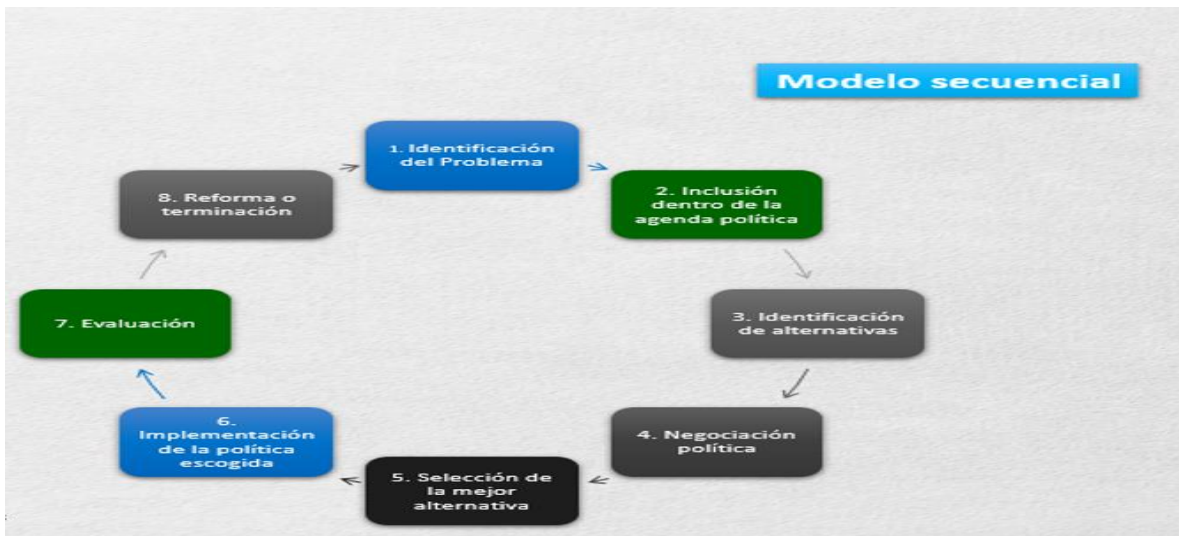 Modelo secuencial
1. Identificación
del Problema
2. Inclusión
dentro de la
agenda política
3. Identificación
de alternativas
4. Negociación
política
5. Selección de
la mejor
alternativa
6.
Implementación
de la política
escogida
7. Evaluación
8. Reforma o
terminación